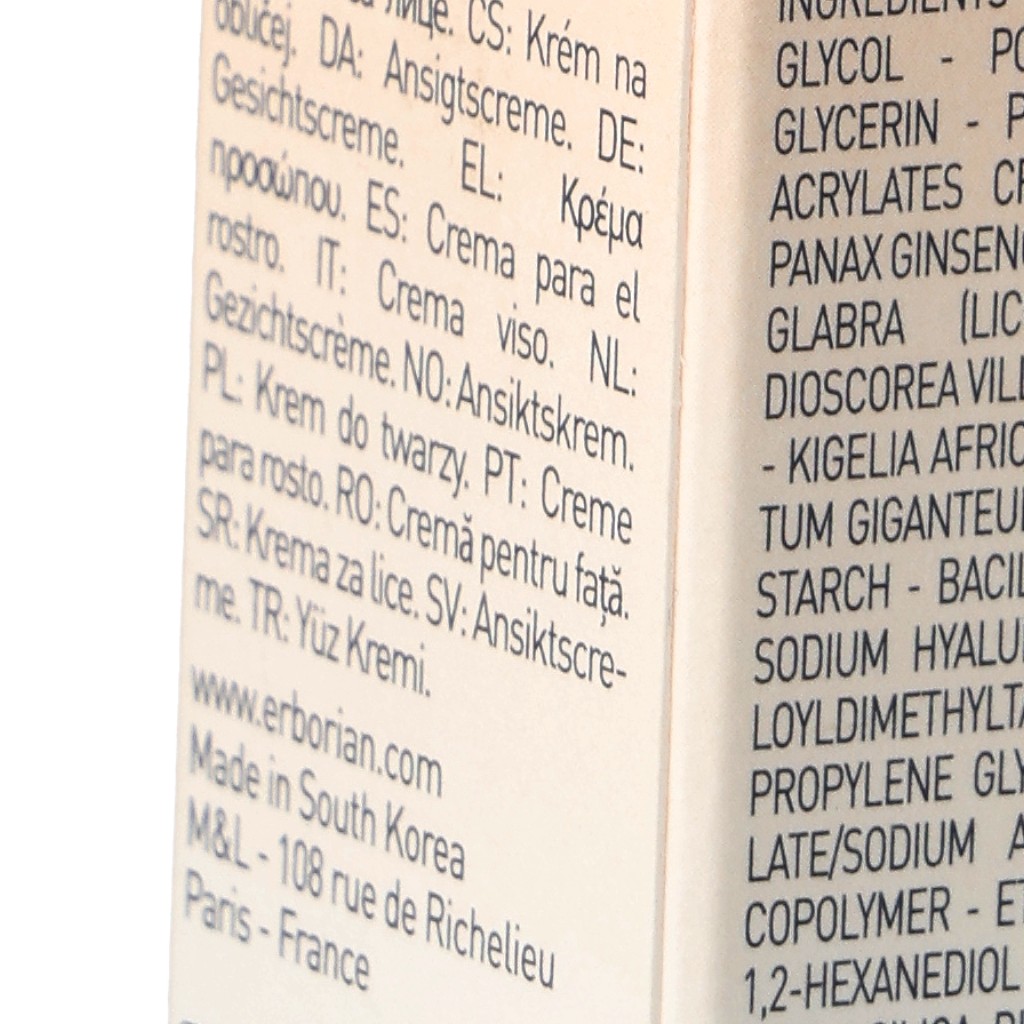 лице. CS: Krém na
obličej. DA: Ansigtscreme. DE:
Gesichtscreme. EL: Κρέμα
προσώπου. ES: Crema para el
rostro. IT: Crema viso. NL:
Gezichtscrème. NO: Ansiktskrem.
PL: Krem do twarzy. PT: Creme
para rosto. RO: Cremă pentru față.
SR: Krema za lice. SV: Ansiktscre-
me. TR: Yüz Kremi.
www.erborian.com
Made in South Korea
M&L - 108 rue de Richelieu
Paris - France
INGREDIENTS
GLYCOL - PO
GLYCERIN - P
ACRYLATES CR
PANAX GINSENG
GLABRA (LIC
DIOSCOREA VILL
- KIGELIA AFRIC
TUM GIGANTEU
STARCH - BACIL
SODIUM HYALU
LOYLDIMETHYLTA
PROPYLENE GLY
LATE/SODIUM A
COPOLYMER - ET
1,2-HEXANEDIOL